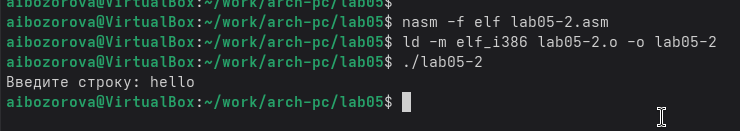 aibozorova@VirtualBox:~/work/arch-pc/lab05$
aibozorova@VirtualBox:~/work/arch-pc/lab05$ nasm -f elf lab05-2.asm
aibozorova@VirtualBox:~/work/arch-pc/lab05$ ld -m elf_i386 lab05-2.o -o lab05-2
aibozorova@VirtualBox:~/work/arch-pc/lab05$ ./lab05-2
Введите строку: hello
aibozorova@VirtualBox:~/work/arch-pc/lab05$